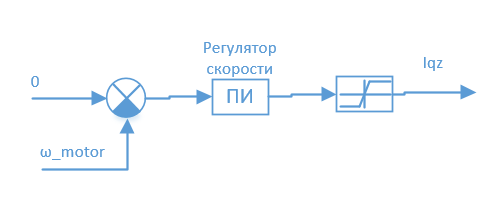 Регулятор
скорости
0
ПИ
Iqz
ω_motor